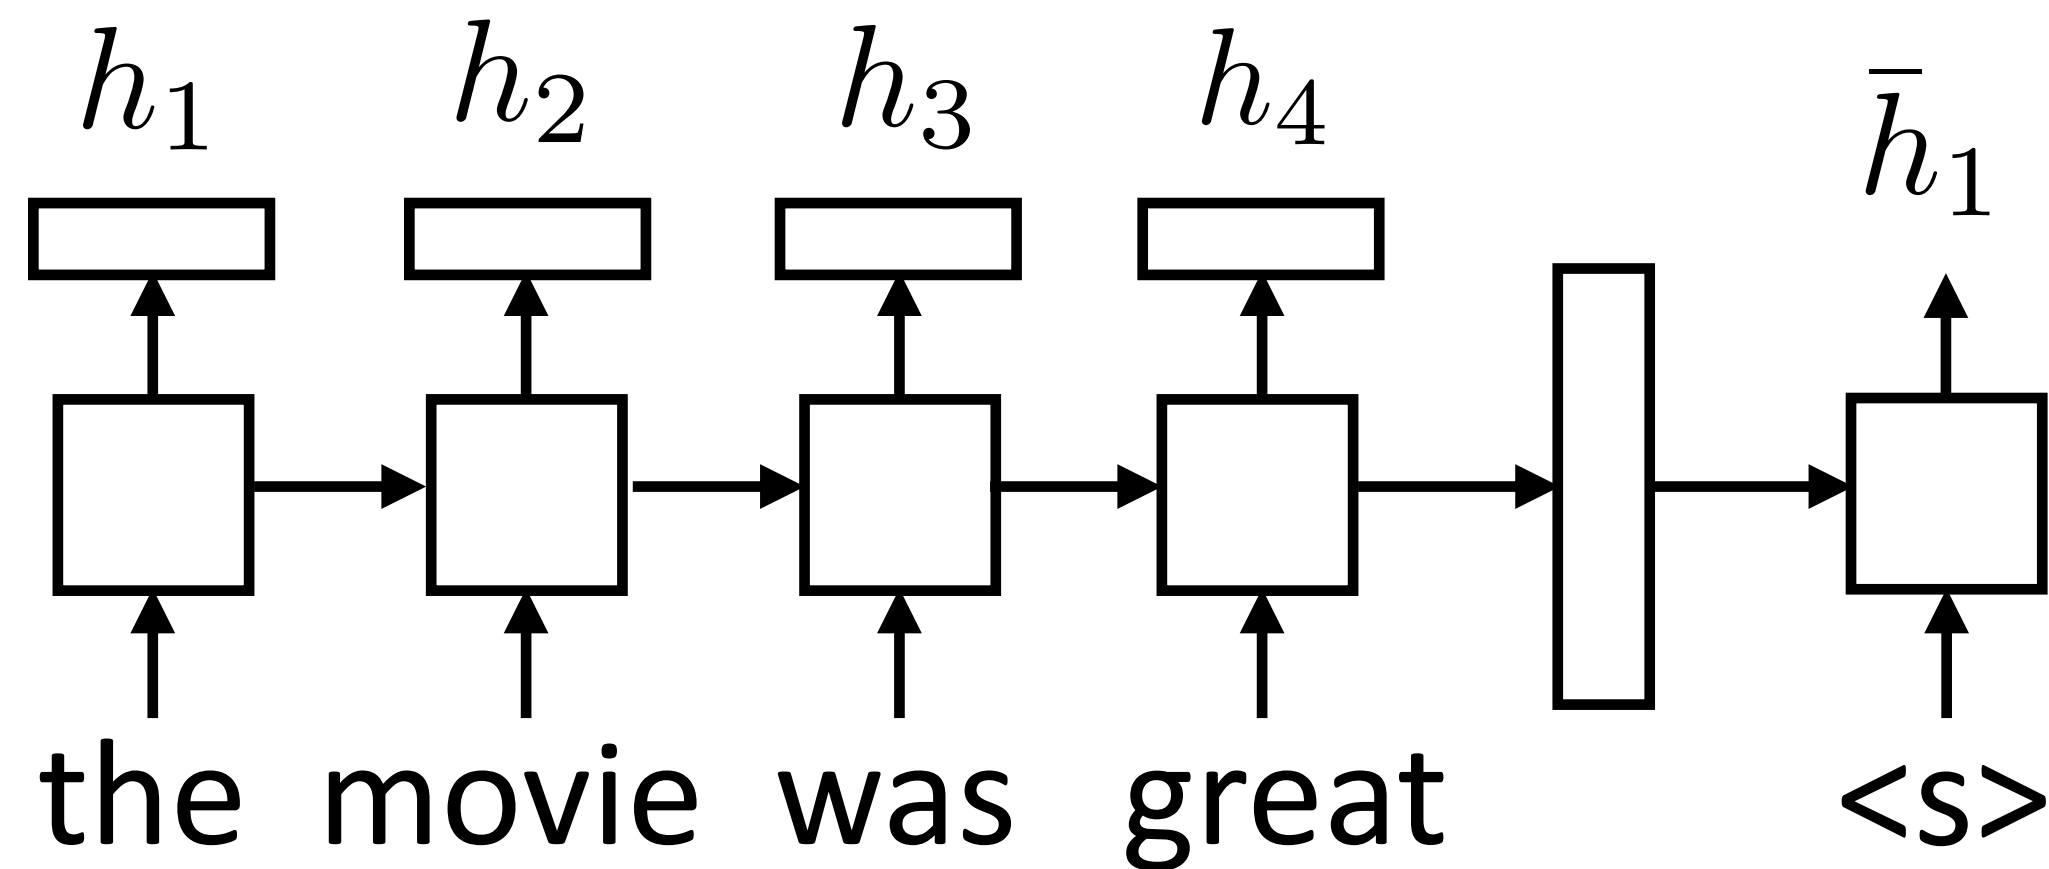 h₁ h₂ h₃ h₄ h̄₁
the movie was great <s>